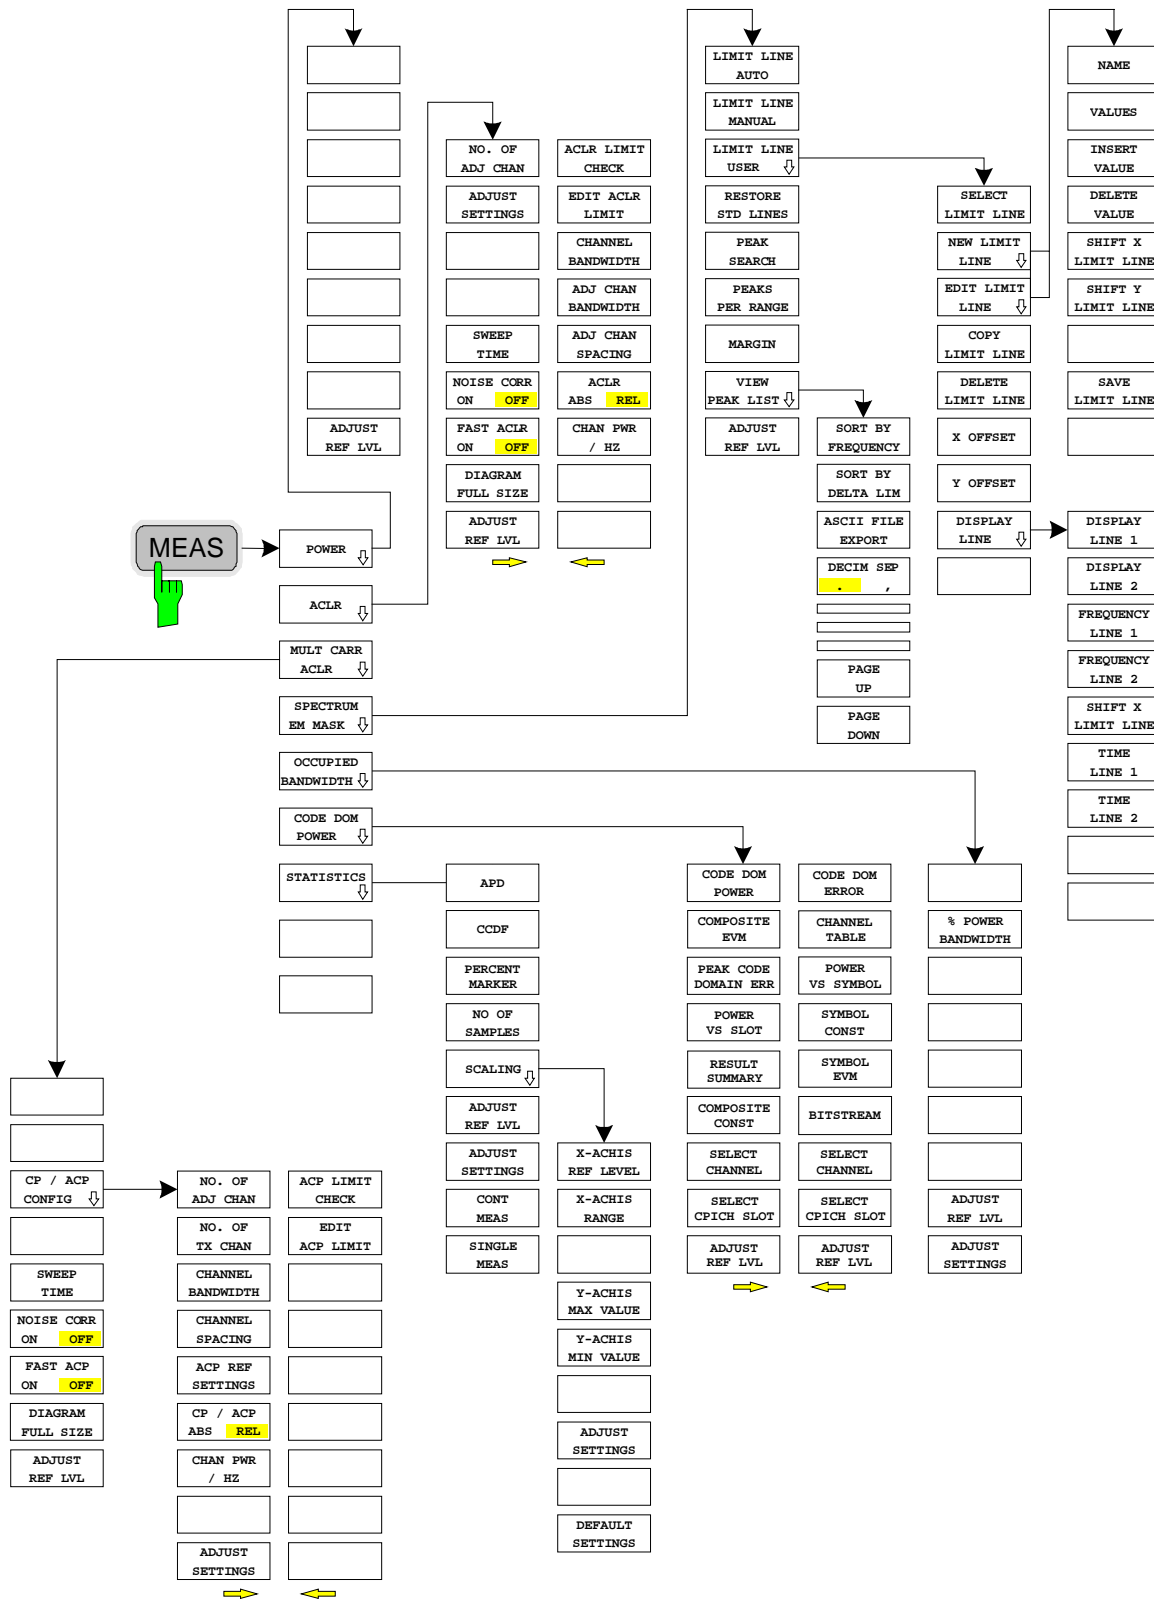 MEAS
POWER
ACLR
MULT CARR
ACLR
SPECTRUM
EM MASK
OCCUPIED
BANDWIDTH
CODE DOM
POWER
STATISTICS
ADJUST
REF LVL
NO. OF
ADJ CHAN
ADJUST
SETTINGS
SWEEP
TIME
NOISE CORR
ON OFF
FAST ACLR
ON OFF
DIAGRAM
FULL SIZE
ADJUST
REF LVL
ACLR LIMIT
CHECK
EDIT ACLR
LIMIT
CHANNEL
BANDWIDTH
ADJ CHAN
BANDWIDTH
ADJ CHAN
SPACING
ACLR
ABS REL
CHAN PWR
/ HZ
LIMIT LINE
AUTO
LIMIT LINE
MANUAL
LIMIT LINE
USER
RESTORE
STD LINES
PEAK
SEARCH
PEAKS
PER RANGE
MARGIN
VIEW
PEAK LIST
ADJUST
REF LVL
SORT BY
FREQUENCY
SORT BY
DELTA LIM
ASCII FILE
EXPORT
DECIM SEP
. ,
PAGE
UP
PAGE
DOWN
SELECT
LIMIT LINE
NEW LIMIT
LINE
EDIT LIMIT
LINE
COPY
LIMIT LINE
DELETE
LIMIT LINE
X OFFSET
Y OFFSET
DISPLAY
LINE
NAME
VALUES
INSERT
VALUE
DELETE
VALUE
SHIFT X
LIMIT LINE
SHIFT Y
LIMIT LINE
SAVE
LIMIT LINE
DISPLAY
LINE 1
DISPLAY
LINE 2
FREQUENCY
LINE 1
FREQUENCY
LINE 2
SHIFT X
LIMIT LINE
TIME
LINE 1
TIME
LINE 2
APD
CCDF
PERCENT
MARKER
NO OF
SAMPLES
SCALING
ADJUST
REF LVL
ADJUST
SETTINGS
CONT
MEAS
SINGLE
MEAS
X-ACHIS
REF LEVEL
X-ACHIS
RANGE
Y-ACHIS
MAX VALUE
Y-ACHIS
MIN VALUE
ADJUST
SETTINGS
DEFAULT
SETTINGS
CODE DOM
POWER
COMPOSITE
EVM
PEAK CODE
DOMAIN ERR
POWER
VS SLOT
RESULT
SUMMARY
COMPOSITE
CONST
SELECT
CHANNEL
SELECT
CPICH SLOT
ADJUST
REF LVL
CODE DOM
ERROR
CHANNEL
TABLE
POWER
VS SYMBOL
SYMBOL
CONST
SYMBOL
EVM
BITSTREAM
SELECT
CHANNEL
SELECT
CPICH SLOT
ADJUST
REF LVL
% POWER
BANDWIDTH
ADJUST
REF LVL
ADJUST
SETTINGS
CP / ACP
CONFIG
SWEEP
TIME
NOISE CORR
ON OFF
FAST ACP
ON OFF
DIAGRAM
FULL SIZE
ADJUST
REF LVL
NO. OF
ADJ CHAN
NO. OF
TX CHAN
CHANNEL
BANDWIDTH
CHANNEL
SPACING
ACP REF
SETTINGS
CP / ACP
ABS REL
CHAN PWR
/ HZ
ADJUST
SETTINGS
ACP LIMIT
CHECK
EDIT
ACP LIMIT